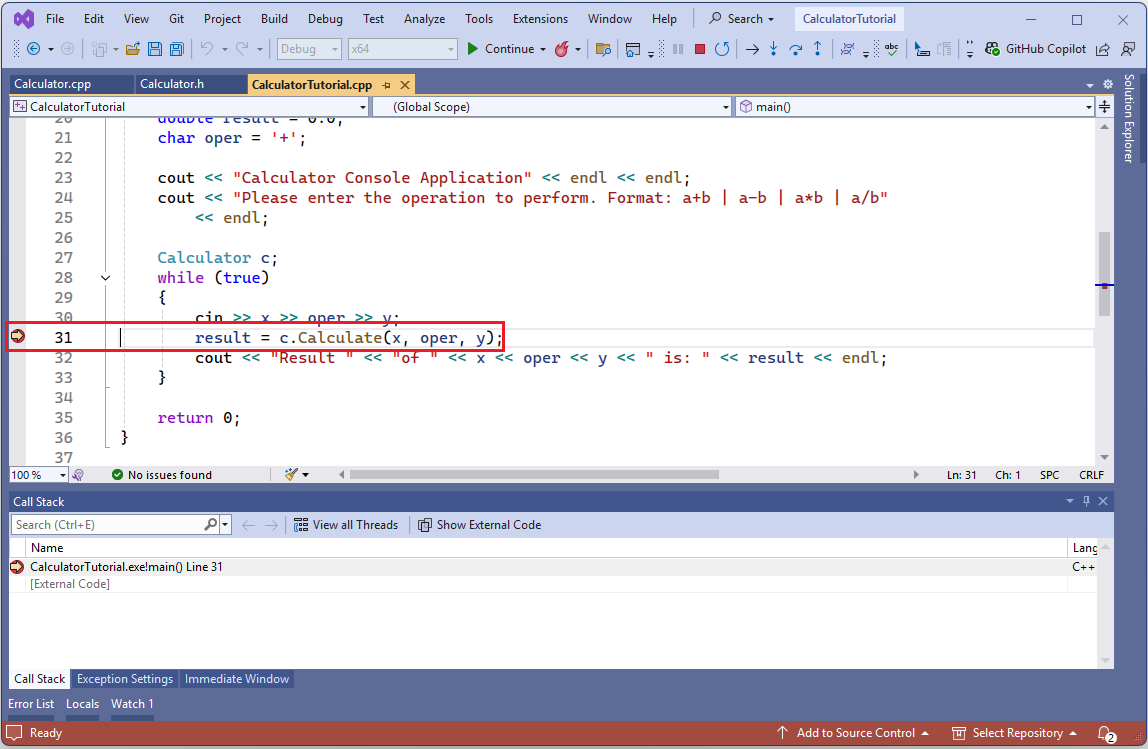 File Edit View Git Project Build Debug Test Analyze Tools Extensions Window Help Search CalculatorTutorial
Debug x64 Continue abc GitHub Copilot
Calculator.cpp Calculator.h CalculatorTutorial.cpp
Solution Explorer
CalculatorTutorial (Global Scope) main()
20 double result = 0.0;
21 char oper = '+';
22
23 cout << "Calculator Console Application" << endl << endl;
24 cout << "Please enter the operation to perform. Format: a+b | a-b | a*b | a/b"
25 << endl;
26
27 Calculator c;
28 while (true)
29 {
30 cin >> x >> oper >> y;
31 result = c.Calculate(x, oper, y);
32 cout << "Result " << "of " << x << oper << y << " is: " << result << endl;
33 }
34
35 return 0;
36 }
37
100 % No issues found Ln: 31 Ch: 1 SPC CRLF
Call Stack
Search (Ctrl+E) View all Threads Show External Code
Name Lang
CalculatorTutorial.exe!main() Line 31 C++
[External Code]
Call Stack Exception Settings Immediate Window
Error List Locals Watch 1
Ready Add to Source Control Select Repository 2